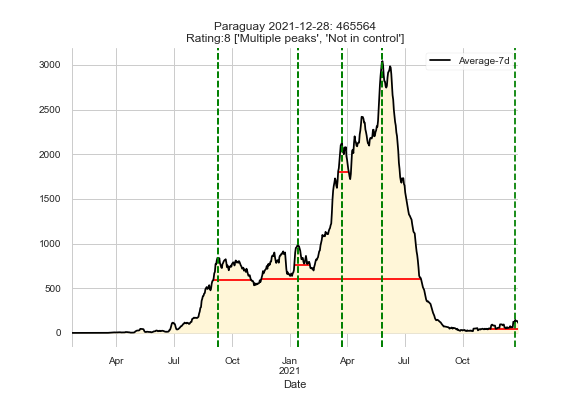 Paraguay 2021-12-28: 465564
Rating:8 ['Multiple peaks', 'Not in control']
Average-7d
3000
2500
2000
1500
1000
500
0
Apr Jul Oct Jan Apr Jul Oct
2021
Date